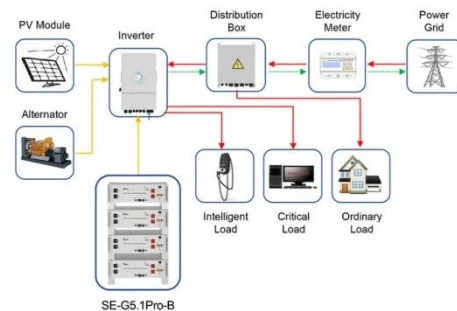 PV Module
Inverter
Distribution
Box
Electricity
Meter
Power
Grid
Alternator
Intelligent
Load
Critical
Load
Ordinary
Load
SE-G5.1Pro-B